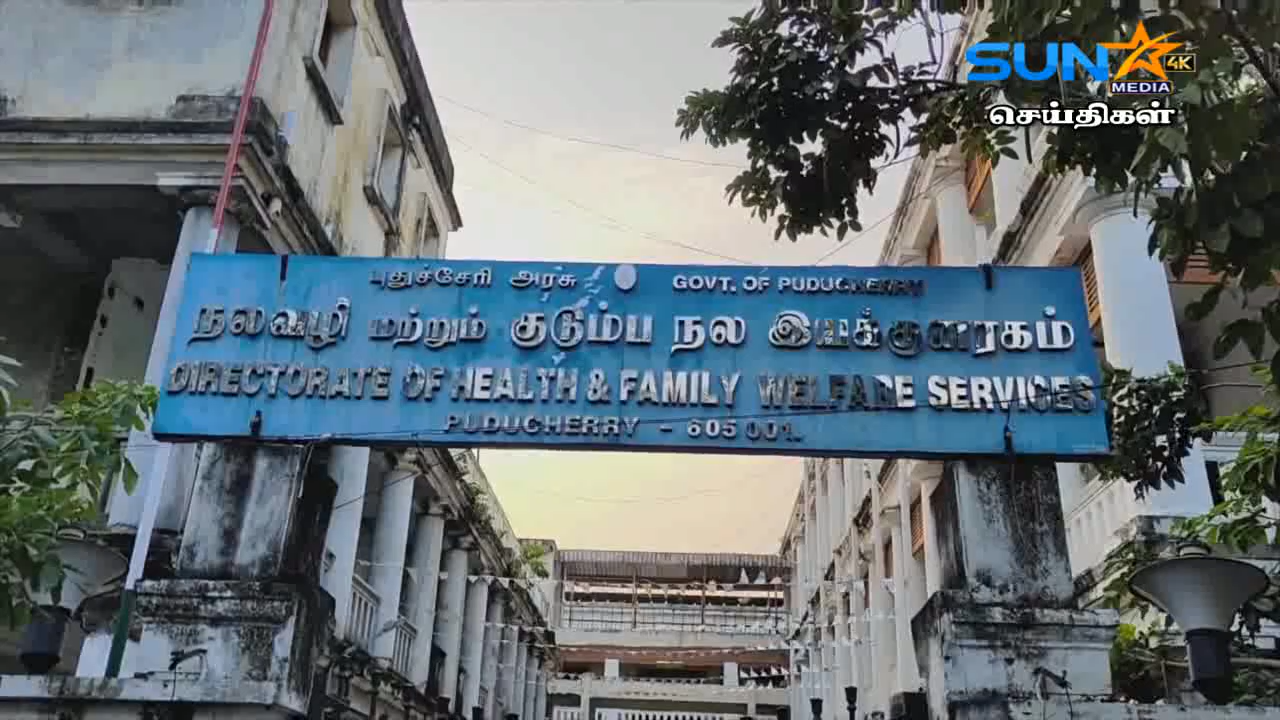 SUN MEDIA 4K
செய்திகள்
புதுச்சேரி அரசு GOVT. OF PUDUCHERRY
நலவழி மற்றும் குடும்ப நல இயக்குனரகம்
DIRECTORATE OF HEALTH & FAMILY WELFARE SERVICES
PUDUCHERRY - 605 001.